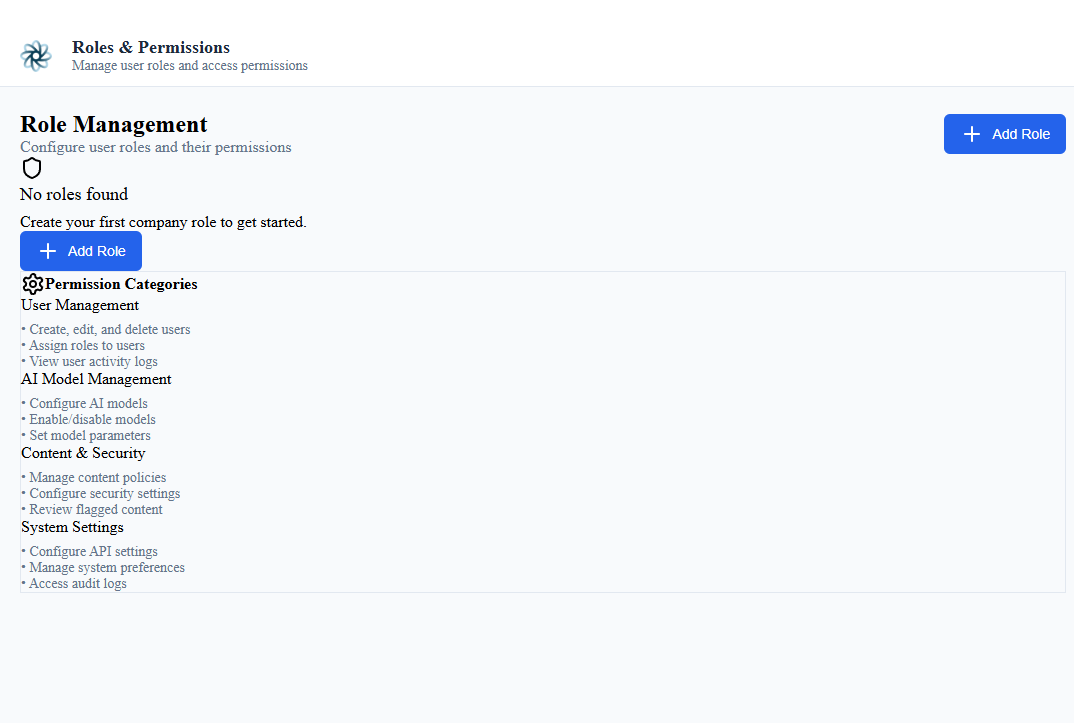 Roles & Permissions
Manage user roles and access permissions
Role Management
Configure user roles and their permissions
Add Role
No roles found
Create your first company role to get started.
Add Role
Permission Categories
User Management
• Create, edit, and delete users
• Assign roles to users
• View user activity logs
AI Model Management
• Configure AI models
• Enable/disable models
• Set model parameters
Content & Security
• Manage content policies
• Configure security settings
• Review flagged content
System Settings
• Configure API settings
• Manage system preferences
• Access audit logs